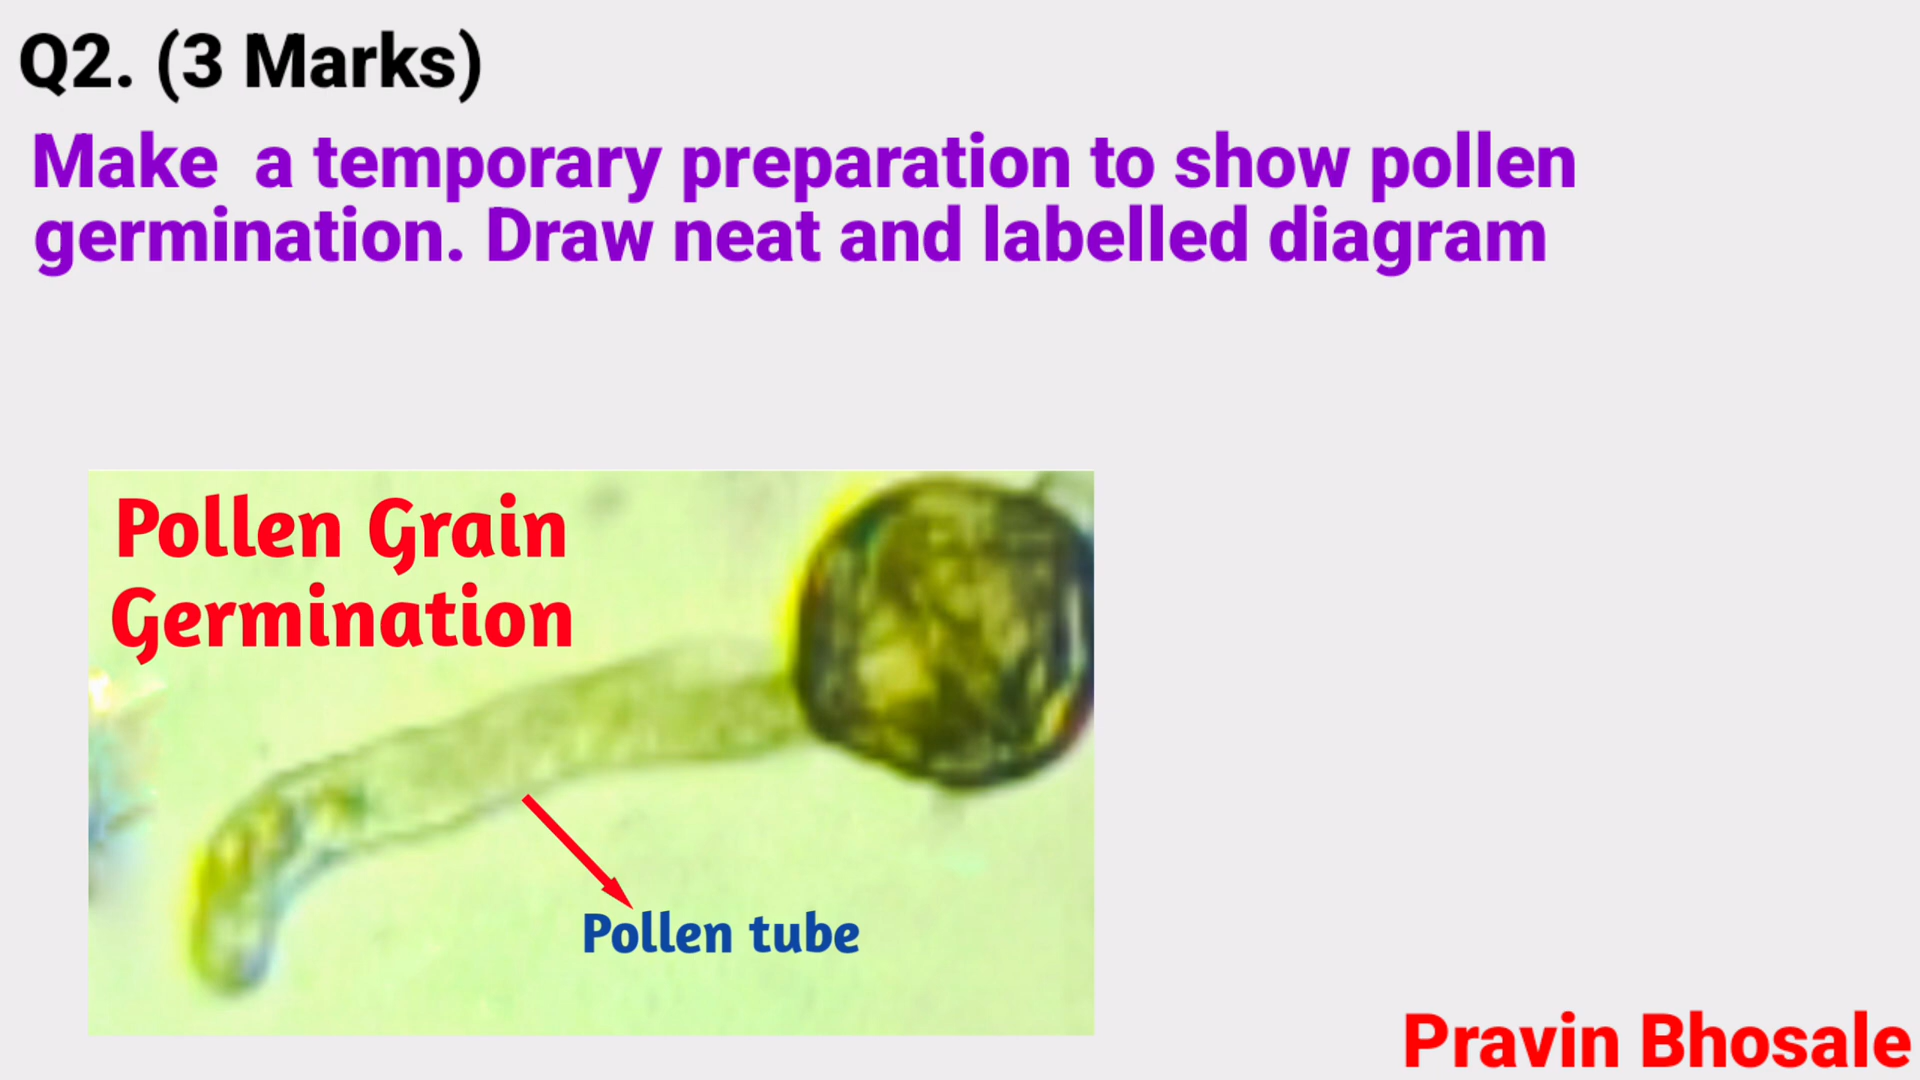 Q2. (3 Marks)
Make a temporary preparation to show pollen
germination. Draw neat and labelled diagram
Pollen Grain
Germination
Pollen tube
Pravin Bhosale